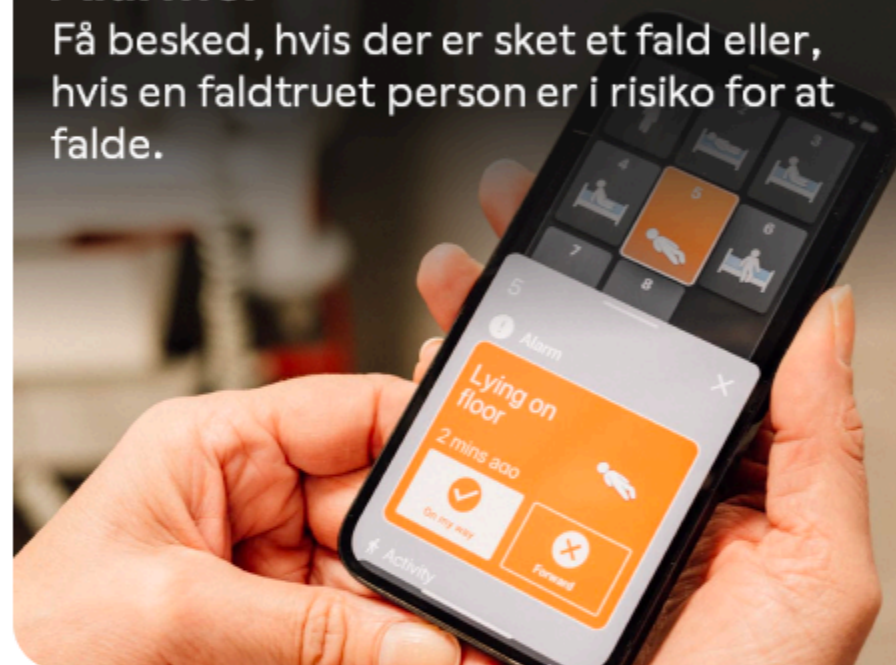 Få besked, hvis der er sket et fald eller,
hvis en faldtruet person er i risiko for at
falde.
3
4
5
6
7
8
5
Alarm
Lying on
floor
2 mins ago
On my way
Forward
Activity